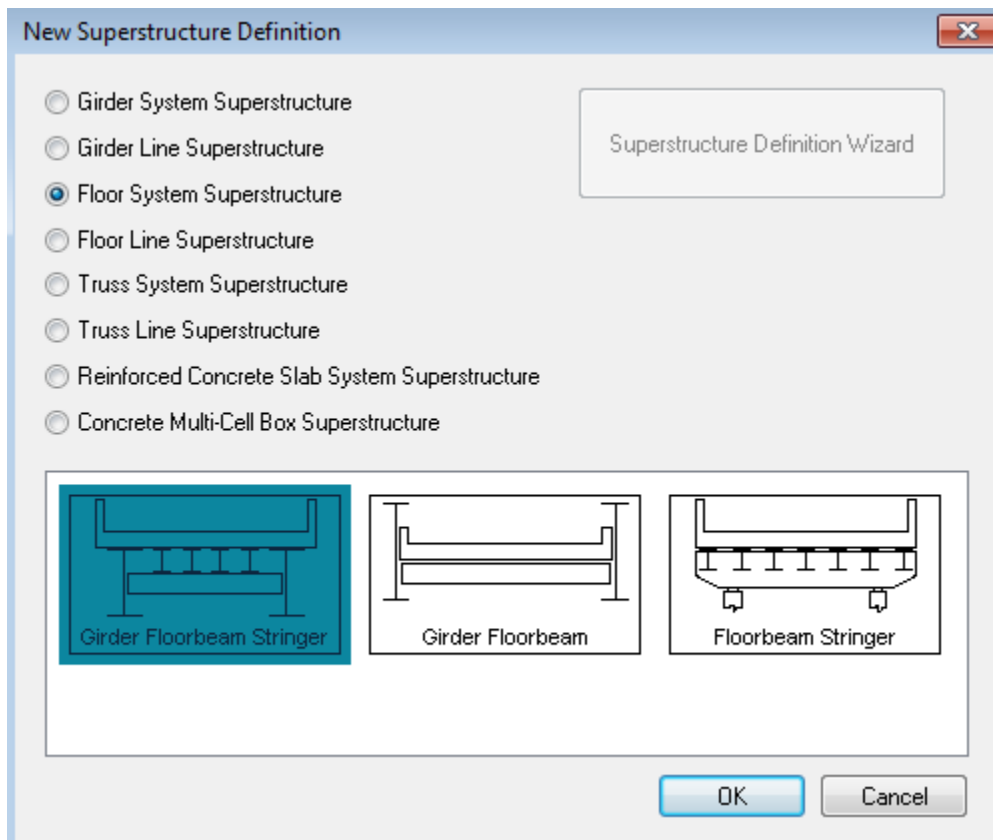 New Superstructure Definition
Girder System Superstructure
Superstructure Definition Wizard
Girder Line Superstructure
Floor System Superstructure
Floor Line Superstructure
Truss System Superstructure
Truss Line Superstructure
Reinforced Concrete Slab System Superstructure
Concrete Multi-Cell Box Superstructure
Girder Floorbeam Stringer
Girder Floorbeam
Floorbeam Stringer
OK
Cancel